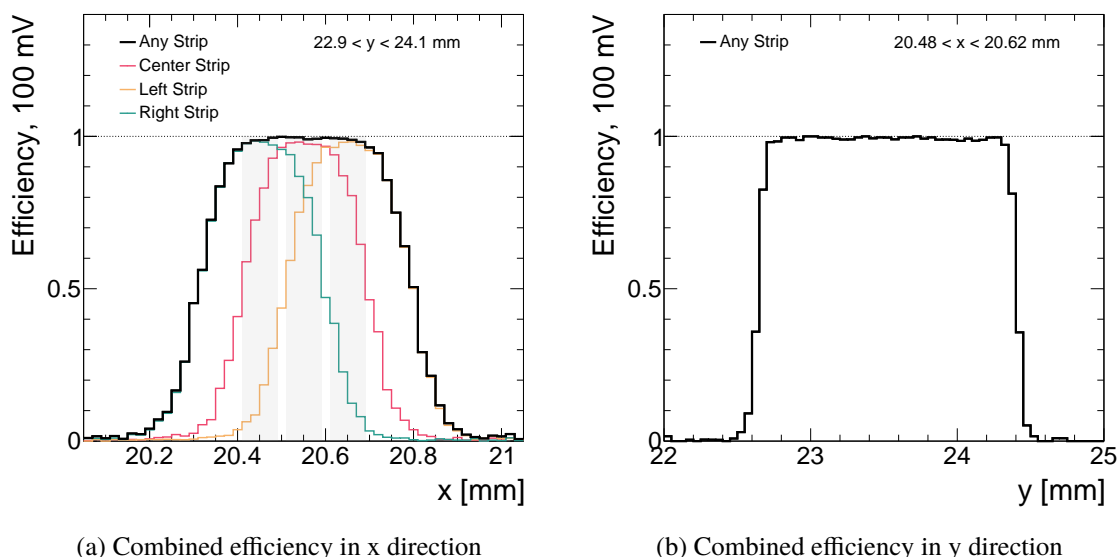 Efficiency, 100 mV
Any Strip
22.9 < y < 24.1 mm
Center Strip
Left Strip
Right Strip
1
0.5
0
20.2 20.4 20.6 20.8 21
x [mm]
(a) Combined efficiency in x direction
Efficiency, 100 mV
Any Strip
20.48 < x < 20.62 mm
1
0.5
0
22 23 24 25
y [mm]
(b) Combined efficiency in y direction